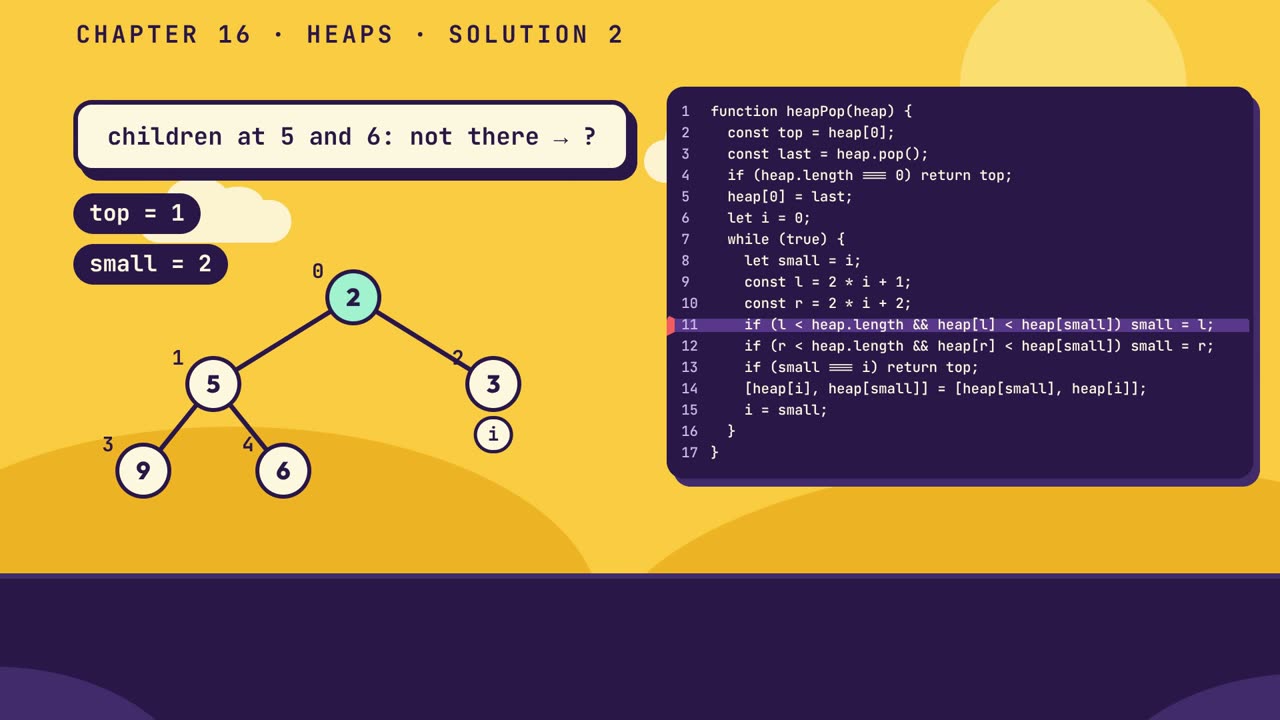 CHAPTER 16 · HEAPS · SOLUTION 2
children at 5 and 6: not there → ?
top = 1
small = 2
0
2
1
5
2
3
i
3
9
4
6
1 function heapPop(heap) {
2 const top = heap[0];
3 const last = heap.pop();
4 if (heap.length === 0) return top;
5 heap[0] = last;
6 let i = 0;
7 while (true) {
8 let small = i;
9 const l = 2 * i + 1;
10 const r = 2 * i + 2;
11 if (l < heap.length && heap[l] < heap[small]) small = l;
12 if (r < heap.length && heap[r] < heap[small]) small = r;
13 if (small === i) return top;
14 [heap[i], heap[small]] = [heap[small], heap[i]];
15 i = small;
16 }
17 }